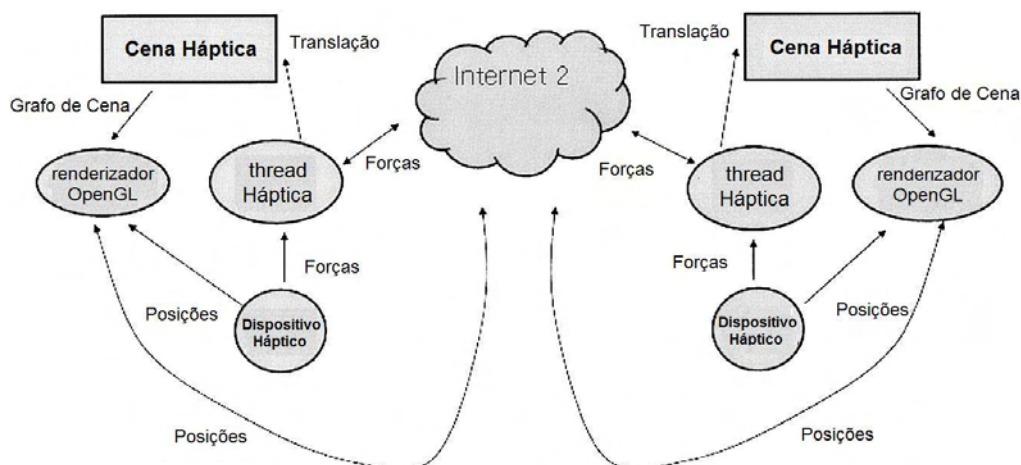 Cena Háptica
Translação
Grafo de Cena
renderizador
OpenGL
thread
Háptica
Forças
Forças
Dispositivo
Háptico
Posições
Posições
Internet 2
Translação
Cena Háptica
Grafo de Cena
Forças
thread
Háptica
renderizador
OpenGL
Forças
Dispositivo
Háptico
Posições
Posições